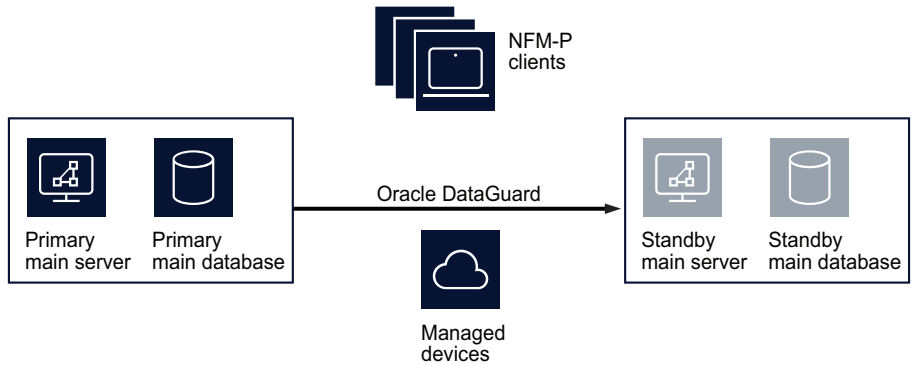 NFM-P
clients
Oracle DataGuard
Primary
main server
Primary
main database
Standby
main server
Standby
main database
Managed
devices